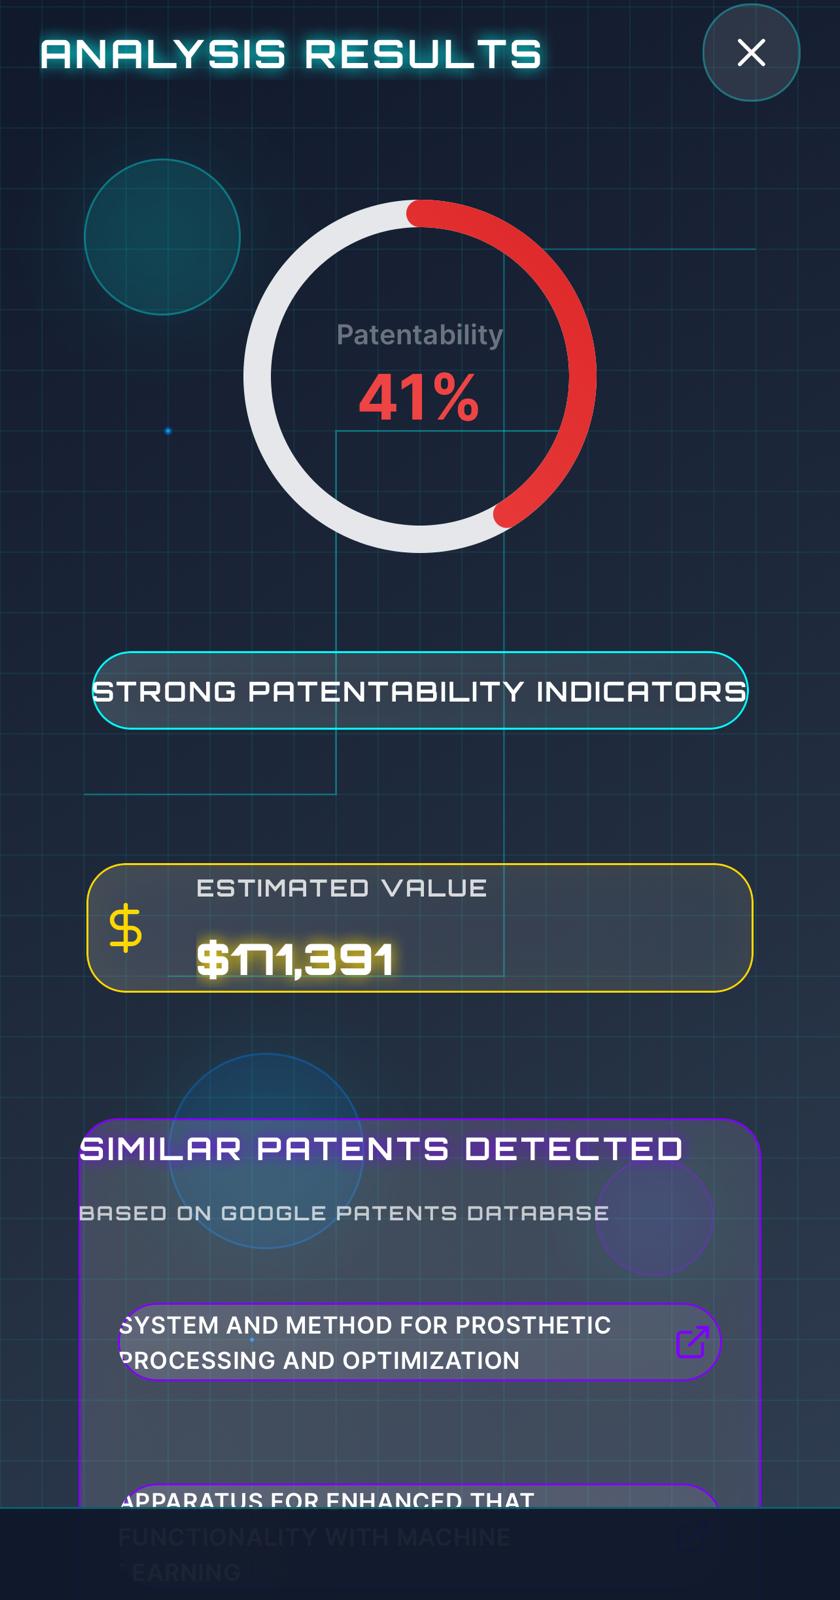 ANALYSIS RESULTS
Patentability
41%
STRONG PATENTABILITY INDICATORS
ESTIMATED VALUE
$171,391
SIMILAR PATENTS DETECTED
BASED ON GOOGLE PATENTS DATABASE
SYSTEM AND METHOD FOR PROSTHETIC
PROCESSING AND OPTIMIZATION
APPARATUS FOR ENHANCED THAT
FUNCTIONALITY WITH MACHINE
LEARNING